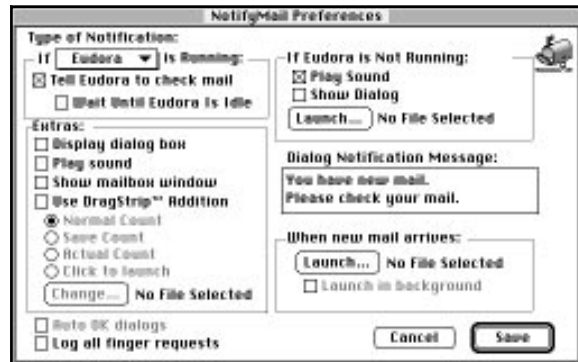 NotifyMail Preferences
Type of Notification:
If Eudora is Running:
Tell Eudora to check mail
Wait Until Eudora Is Idle
Extras:
Display dialog box
Play sound
Show mailbox window
Use DragStrip™ Addition
Normal Count
Save Count
Actual Count
Click to launch
Change... No File Selected
Auto OK dialogs
Log all finger requests
If Eudora is Not Running:
Play Sound
Show Dialog
Launch... No File Selected
Dialog Notification Message:
You have new mail.
Please check your mail.
When new mail arrives:
Launch... No File Selected
Launch in background
Cancel Save